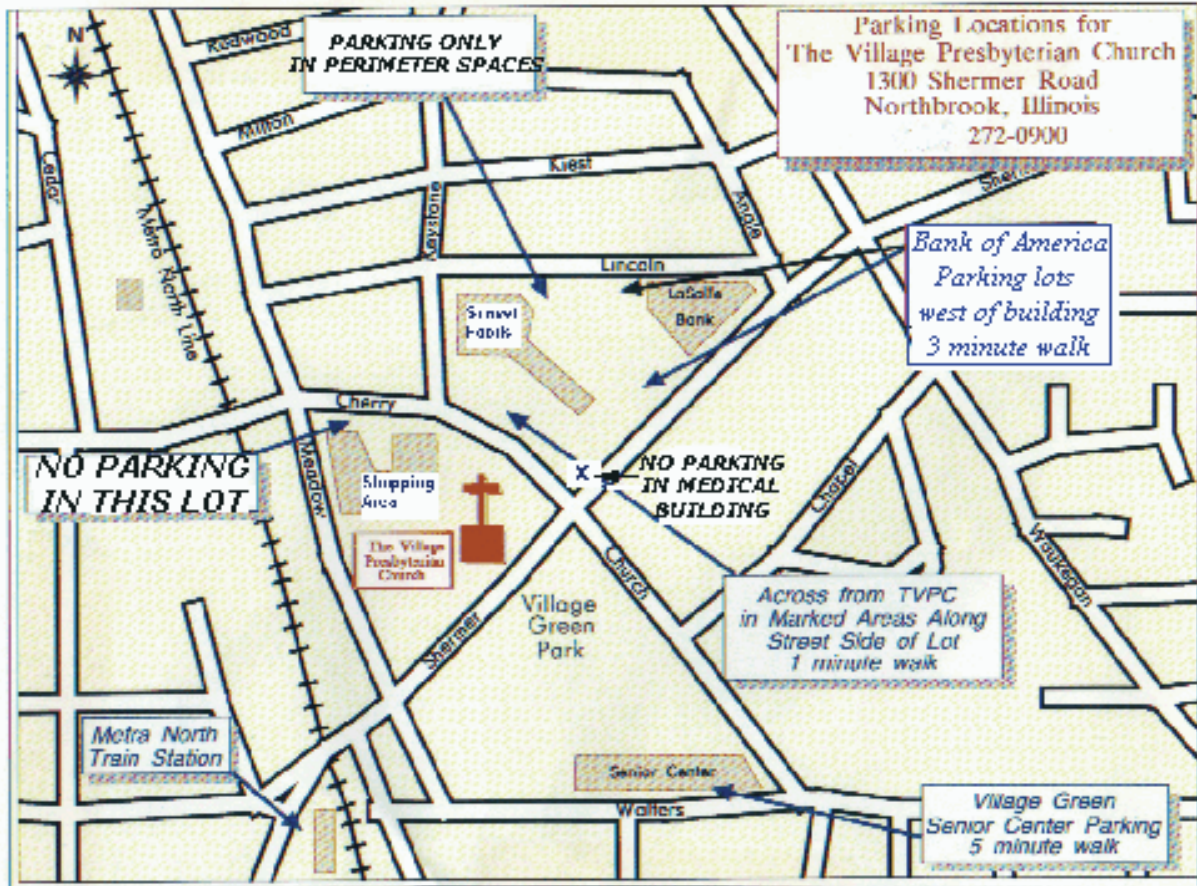 N
Redwood
PARKING ONLY
IN PERIMETER SPACES
Parking Locations for
The Village Presbyterian Church
1300 Shermer Road
Northbrook, Illinois
272-0900
Milton
Kiest
Cedar
Keystone
Angle
Metro North Line
Lincoln
LaSalle
Bank
Bank of America
Parking lots
west of building
3 minute walk
Cherry
NO PARKING
IN THIS LOT
Meadow
Shipping
Area
X
NO PARKING
IN MEDICAL
BUILDING
Chapel
The Village
Presbyterian
Church
Church
Waukegan
Village
Green
Park
Shermer
Across from TVPC
in Marked Areas Along
Street Side of Lot
1 minute walk
Metra North
Train Station
Senior Center
Walters
Village Green
Senior Center Parking
5 minute walk